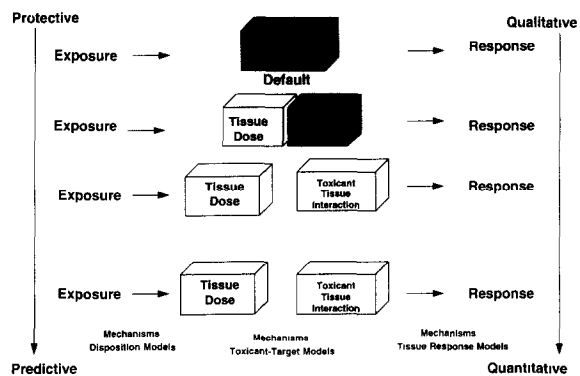 Protective
Qualitative
Exposure
Response
Default
Exposure
Tissue
Dose
Response
Exposure
Tissue
Dose
Toxicant
Tissue
Interaction
Response
Exposure
Tissue
Dose
Toxicant
Tissue
Interaction
Response
Mechanisms
Disposition Models
Mechanisms
Toxicant-Target Models
Mechanisms
Tissue Response Models
Predictive
Quantitative